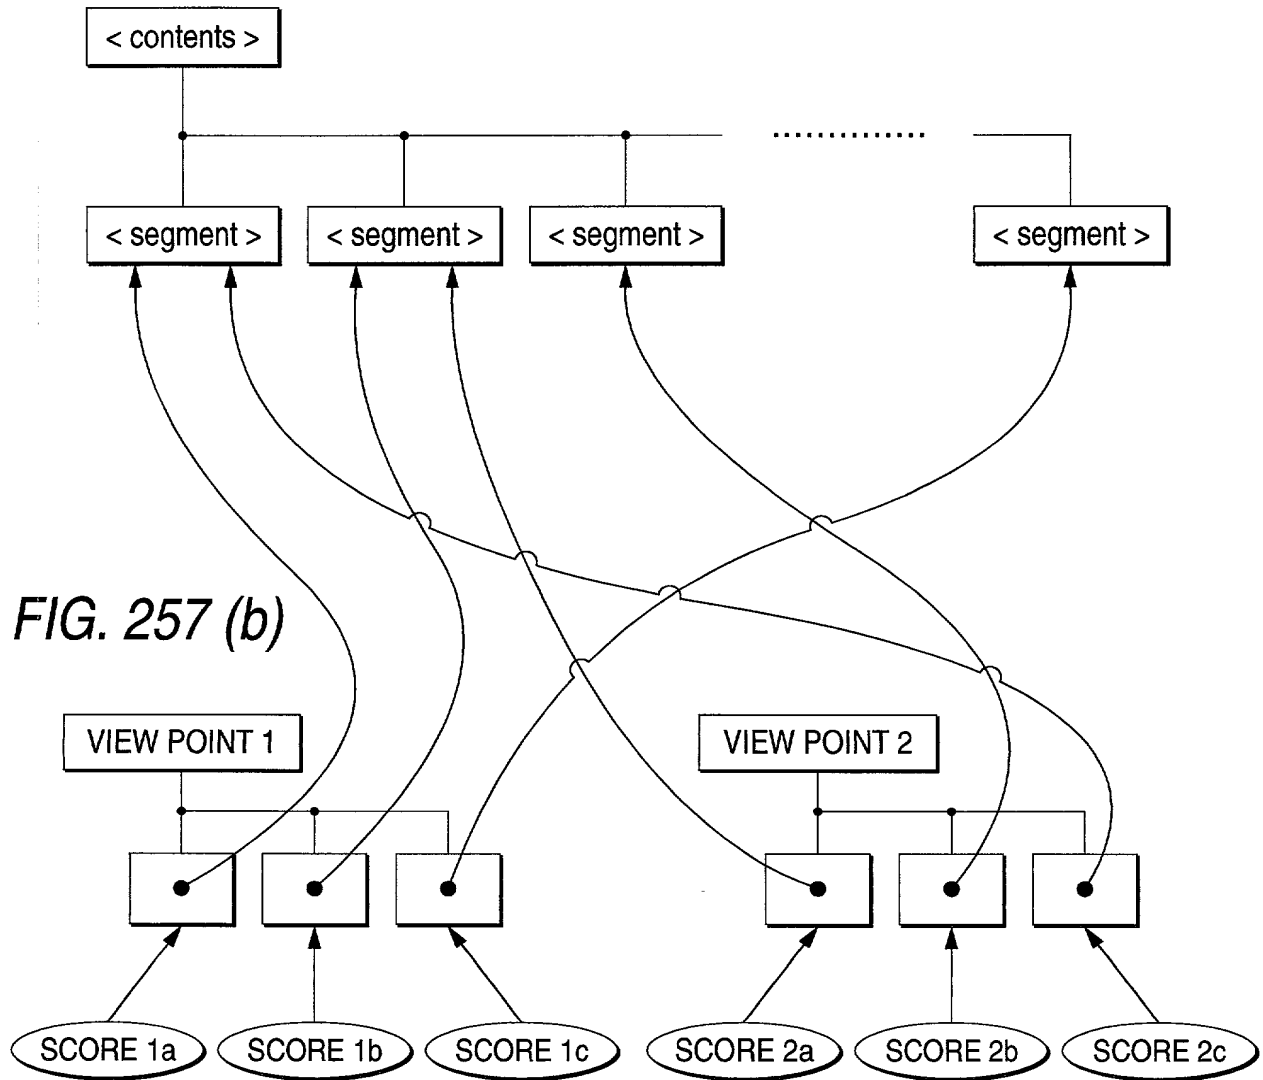 < contents >
< segment > < segment > < segment > < segment >
FIG. 257 (b)
VIEW POINT 1 VIEW POINT 2
SCORE 1a SCORE 1b SCORE 1c SCORE 2a SCORE 2b SCORE 2c